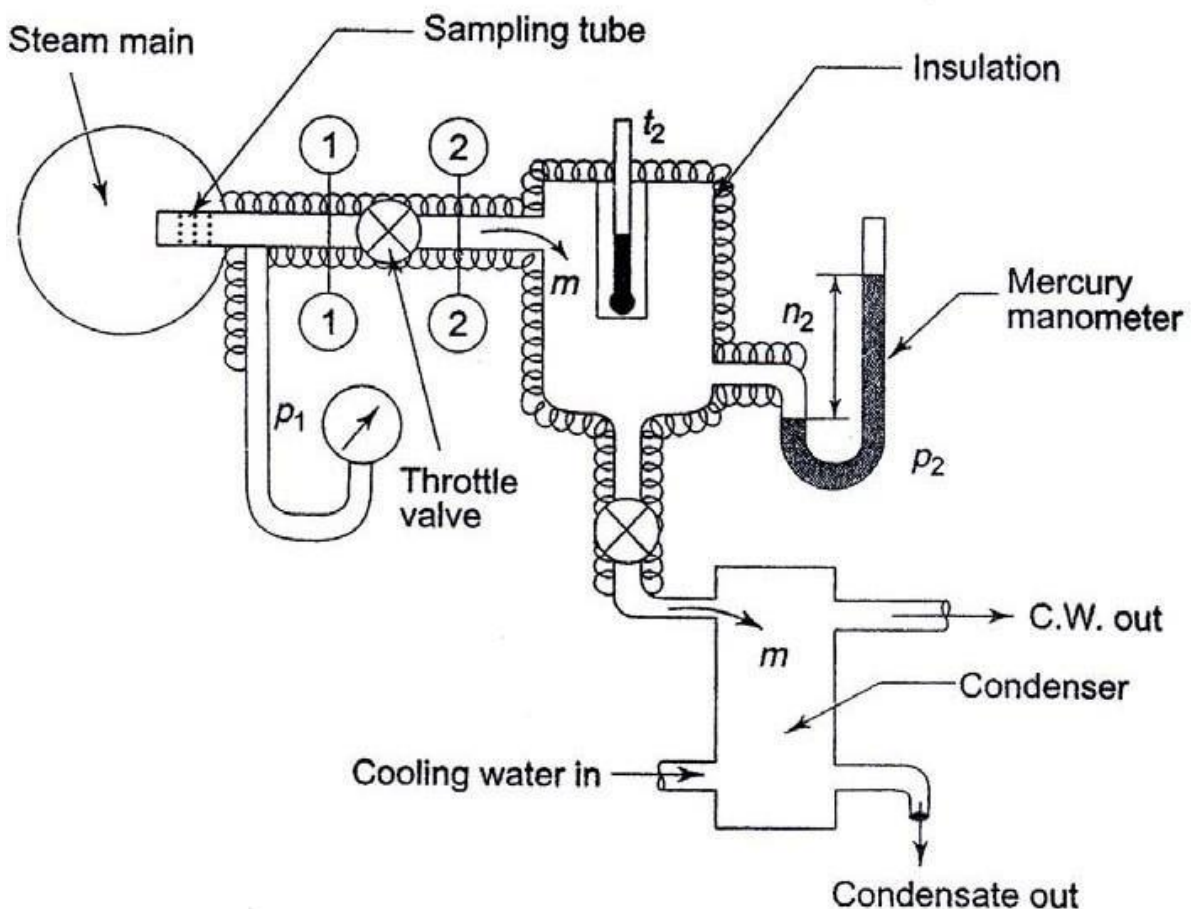 Steam main
Sampling tube
Insulation
1
2
t2
m
1
2
n2
Mercury
manometer
p1
Throttle
valve
p2
C.W. out
m
Condenser
Cooling water in
Condensate out